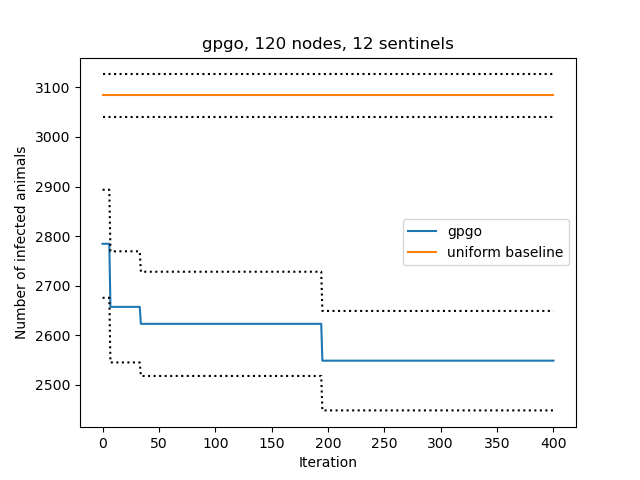 gpgo, 120 nodes, 12 sentinels
Number of infected animals
3100
3000
2900
2800
2700
2600
2500
gpgo
uniform baseline
0 50 100 150 200 250 300 350 400
Iteration